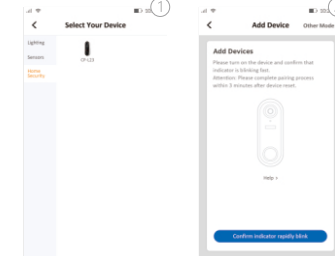 1
Select Your Device
Add Device
Other Mode
Lighting
Sensors
Home
Security
Add Devices
Please turn on the device and confirm that
indicator is blinking fast.
Attention: Please complete pairing process
within 3 minutes after device reset.
Help >
Confirm indicator rapidly blink